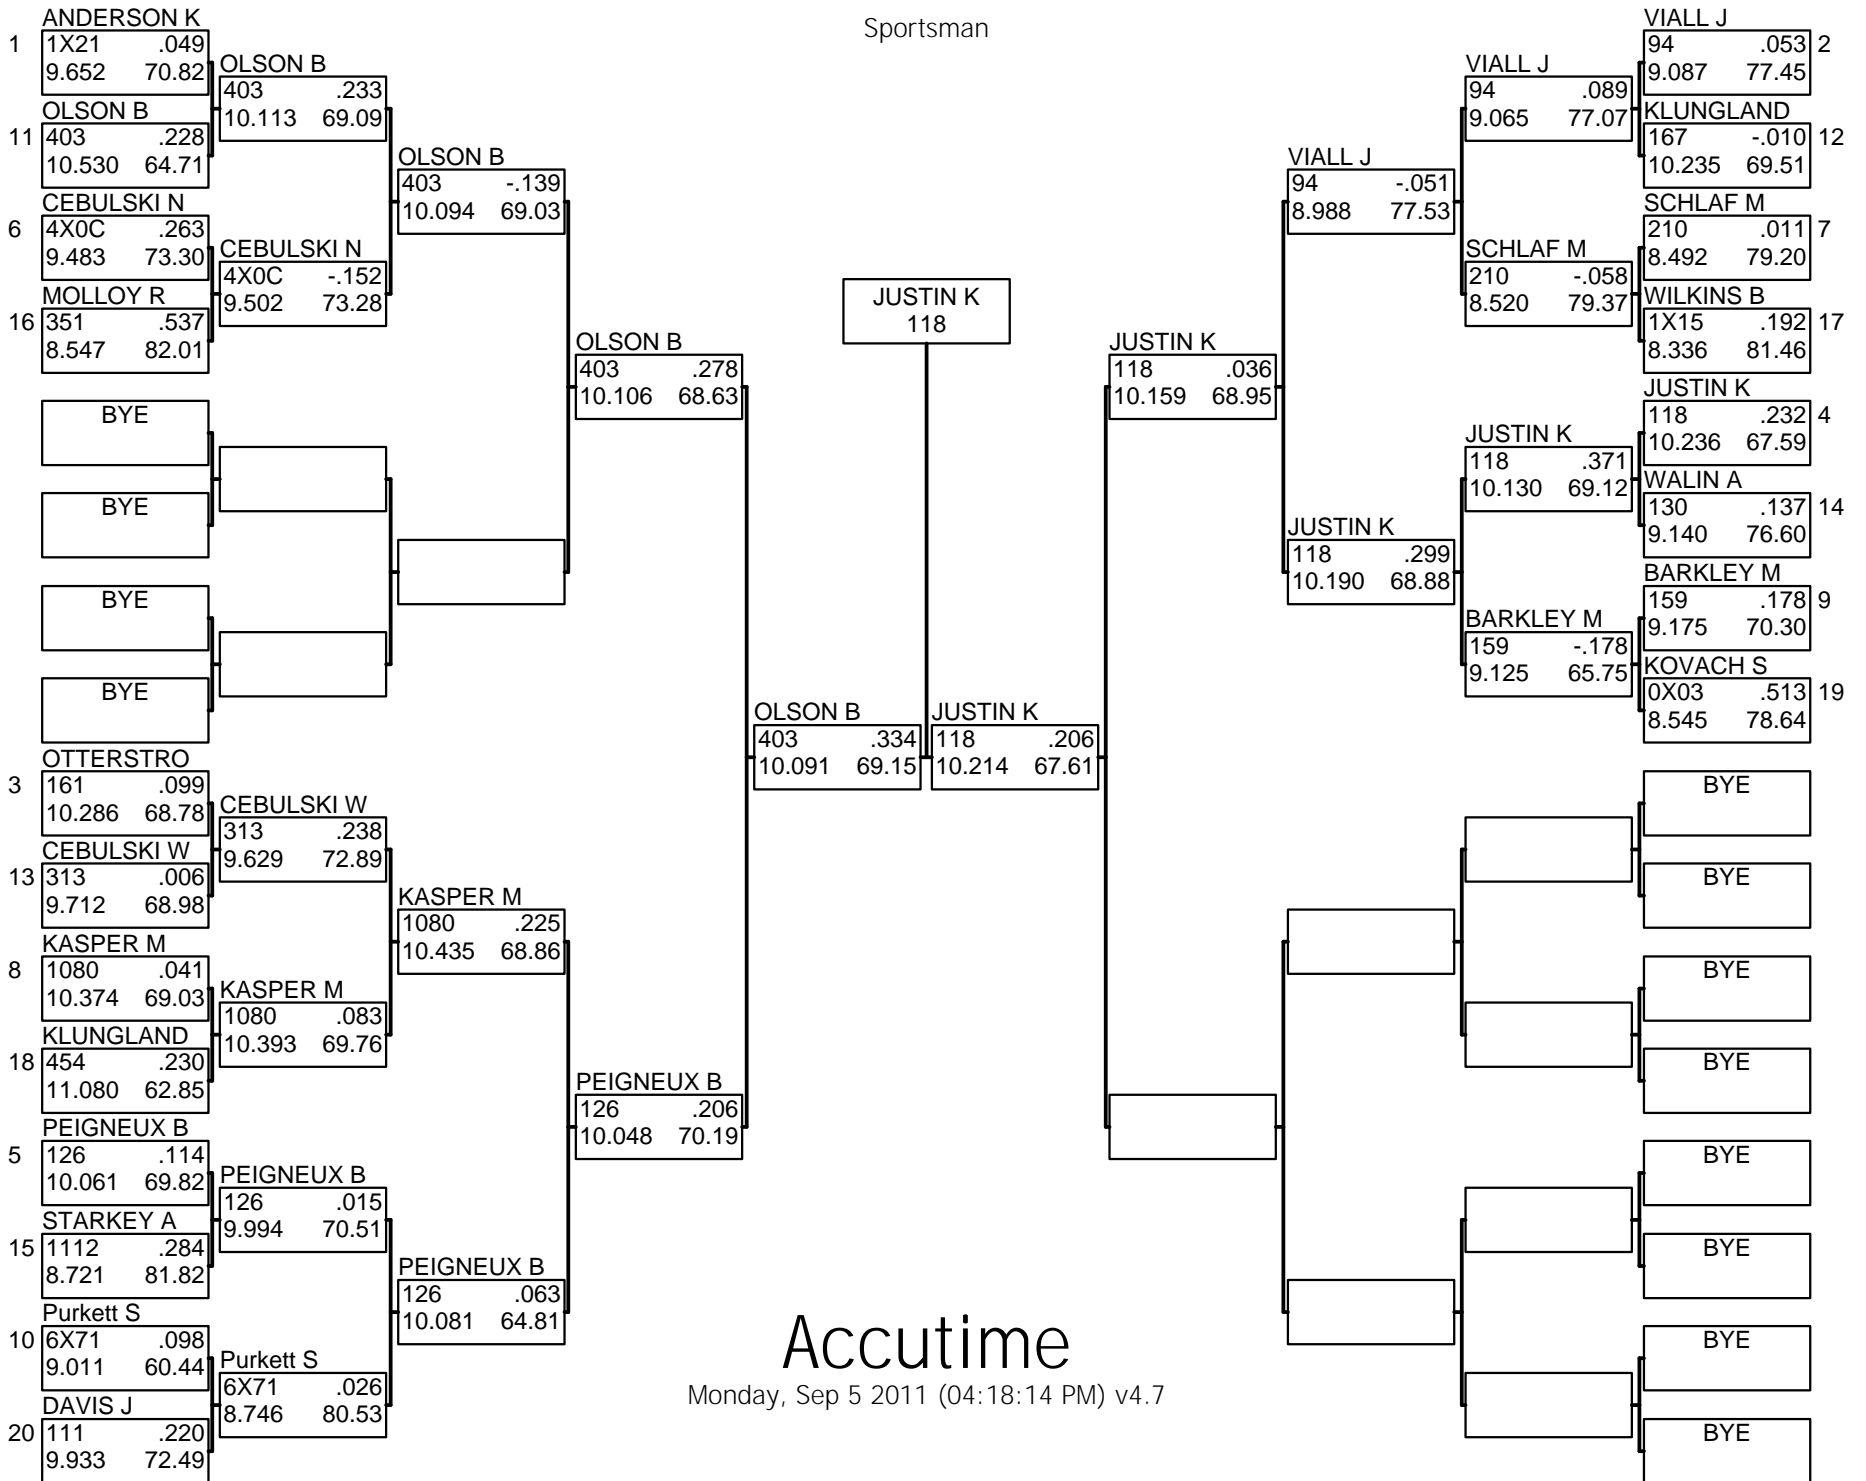 Sportsman
ANDERSON K
1 1X21 .049
9.652 70.82
OLSON B
11 403 .228
10.530 64.71
CEBULSKI N
6 4X0C .263
9.483 73.30
MOLLOY R
16 351 .537
8.547 82.01
BYE
BYE
BYE
BYE
OTTERSTRO
3 161 .099
10.286 68.78
CEBULSKI W
13 313 .006
9.712 68.98
KASPER M
8 1080 .041
10.374 69.03
KLUNGLAND
18 454 .230
11.080 62.85
PEIGNEUX B
5 126 .114
10.061 69.82
STARKEY A
15 1112 .284
8.721 81.82
Purkett S
10 6X71 .098
9.011 60.44
DAVIS J
20 111 .220
9.933 72.49
OLSON B
403 .233
10.113 69.09
CEBULSKI N
4X0C -.152
9.502 73.28
CEBULSKI W
313 .238
9.629 72.89
KASPER M
1080 .083
10.393 69.76
PEIGNEUX B
126 .015
9.994 70.51
Purkett S
6X71 .026
8.746 80.53
OLSON B
403 -.139
10.094 69.03
KASPER M
1080 .225
10.435 68.86
PEIGNEUX B
126 .063
10.081 64.81
OLSON B
403 .278
10.106 68.63
PEIGNEUX B
126 .206
10.048 70.19
OLSON B
403 .334
10.091 69.15
JUSTIN K
118
JUSTIN K
118 .206
10.214 67.61
JUSTIN K
118 .036
10.159 68.95
VIALL J
94 -.051
8.988 77.53
JUSTIN K
118 .299
10.190 68.88
VIALL J
94 .089
9.065 77.07
SCHLAF M
210 -.058
8.520 79.37
JUSTIN K
118 .371
10.130 69.12
BARKLEY M
159 -.178
9.125 65.75
VIALL J
94 .053 2
9.087 77.45
KLUNGLAND
167 -.010 12
10.235 69.51
SCHLAF M
210 .011 7
8.492 79.20
WILKINS B
1X15 .192 17
8.336 81.46
JUSTIN K
118 .232 4
10.236 67.59
WALIN A
130 .137 14
9.140 76.60
BARKLEY M
159 .178 9
9.175 70.30
KOVACH S
0X03 .513 19
8.545 78.64
BYE
BYE
BYE
BYE
BYE
BYE
BYE
BYE
Accutime
Monday, Sep 5 2011 (04:18:14 PM) v4.7